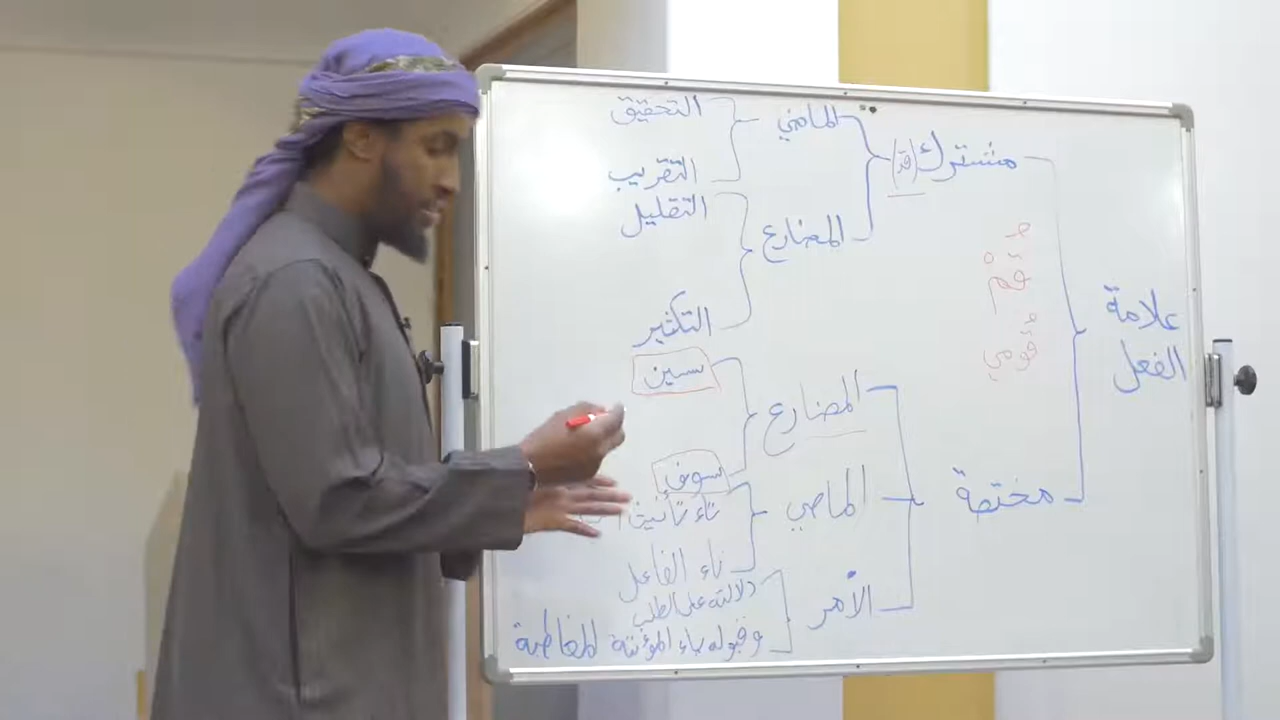 علامة
الفعل
مشترك (قد)
الماضي
التحقيق
التقريب
المضارع
التقليل
التكثير
قم
قومي
مختصة
المضارع
سين
سوف
الماضي
تاء تأنيث
تاء الفاعل
الأمر
دلالته على الطلب
وقبوله ياء المؤنثة المخاطبة